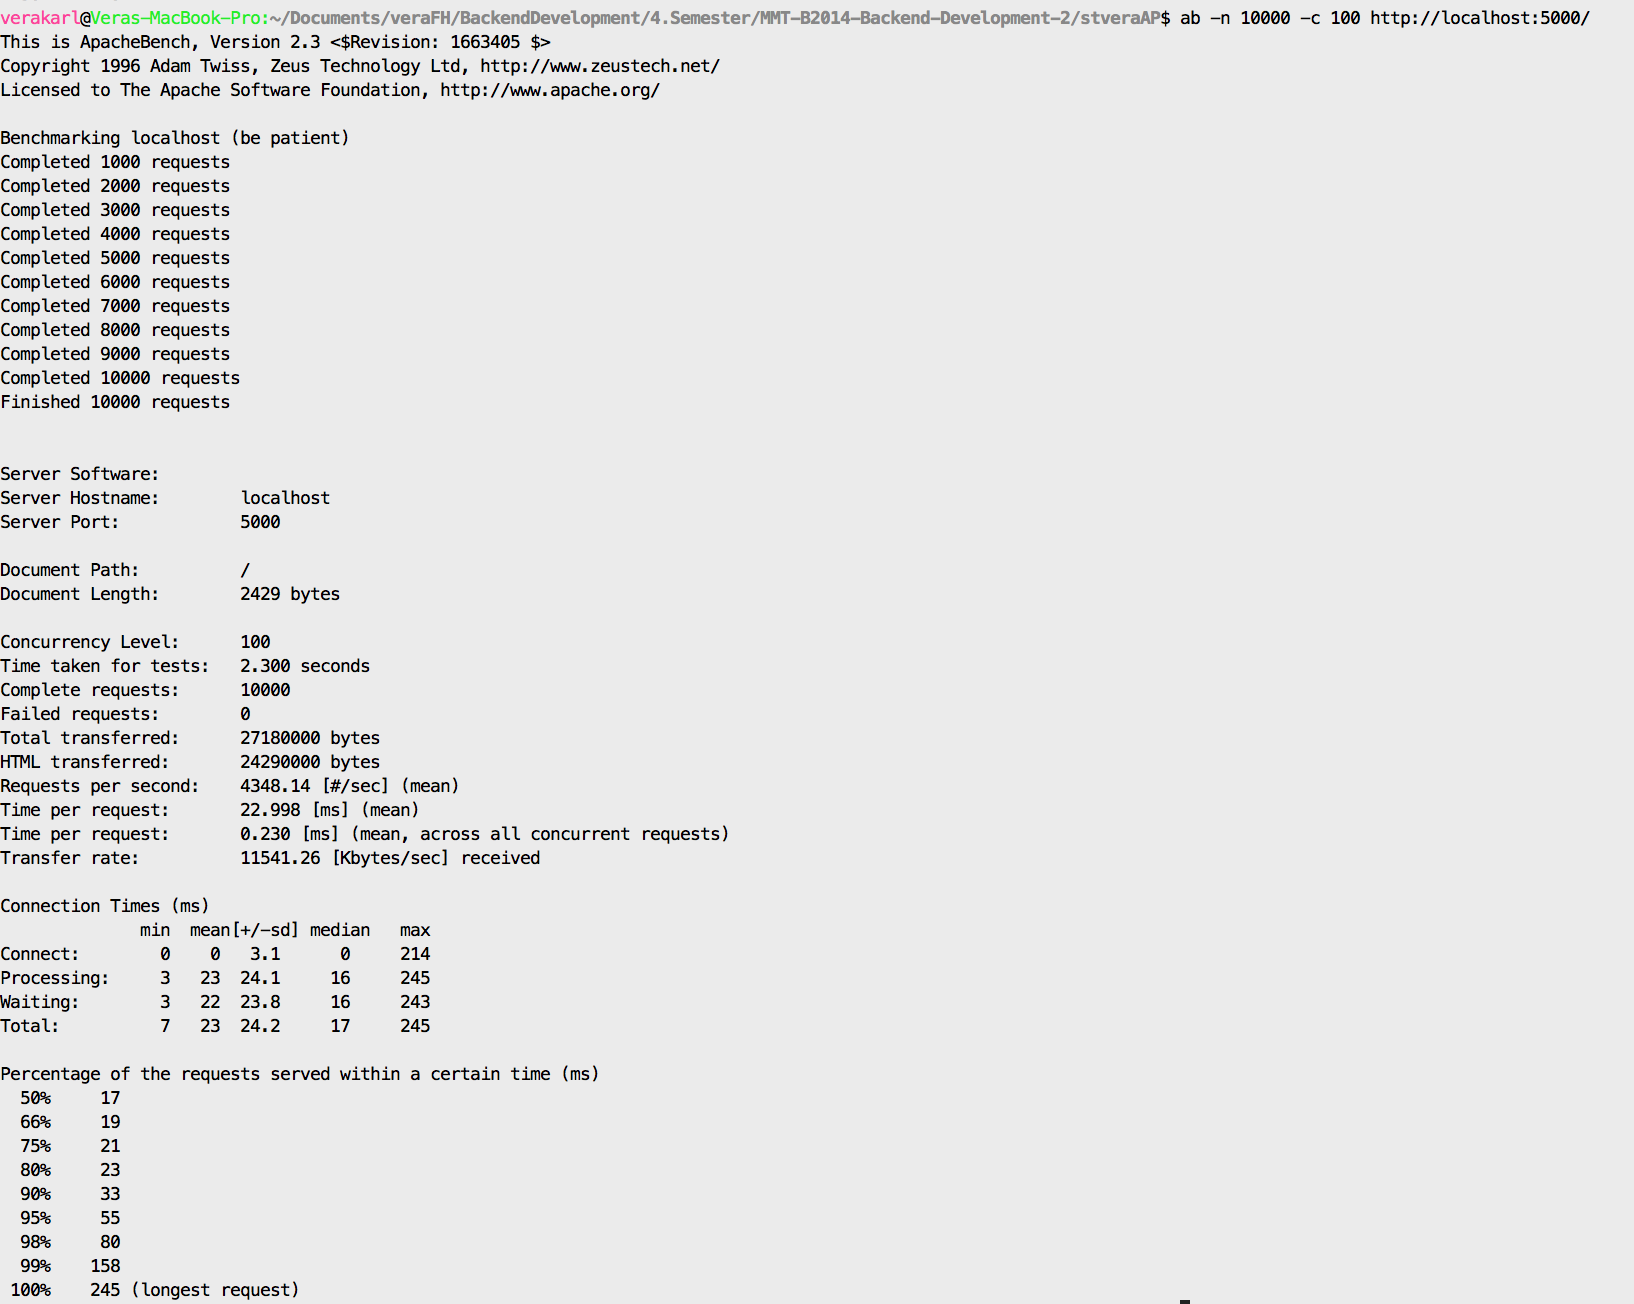 verakarl@Veras-MacBook-Pro:~/Documents/veraFH/BackendDevelopment/4.Semester/MMT-B2014-Backend-Development-2/stveraAP$ ab -n 10000 -c 100 http://localhost:5000/
This is ApacheBench, Version 2.3 <$Revision: 1663405 $>
Copyright 1996 Adam Twiss, Zeus Technology Ltd, http://www.zeustech.net/
Licensed to The Apache Software Foundation, http://www.apache.org/

Benchmarking localhost (be patient)
Completed 1000 requests
Completed 2000 requests
Completed 3000 requests
Completed 4000 requests
Completed 5000 requests
Completed 6000 requests
Completed 7000 requests
Completed 8000 requests
Completed 9000 requests
Completed 10000 requests
Finished 10000 requests


Server Software:
Server Hostname:        localhost
Server Port:            5000

Document Path:          /
Document Length:        2429 bytes

Concurrency Level:      100
Time taken for tests:   2.300 seconds
Complete requests:      10000
Failed requests:        0
Total transferred:      27180000 bytes
HTML transferred:       24290000 bytes
Requests per second:    4348.14 [#/sec] (mean)
Time per request:       22.998 [ms] (mean)
Time per request:       0.230 [ms] (mean, across all concurrent requests)
Transfer rate:          11541.26 [Kbytes/sec] received

Connection Times (ms)
              min  mean[+/-sd] median   max
Connect:        0    0   3.1      0     214
Processing:     3   23  24.1     16     245
Waiting:        3   22  23.8     16     243
Total:          7   23  24.2     17     245

Percentage of the requests served within a certain time (ms)
  50%     17
  66%     19
  75%     21
  80%     23
  90%     33
  95%     55
  98%     80
  99%    158
 100%    245 (longest request)